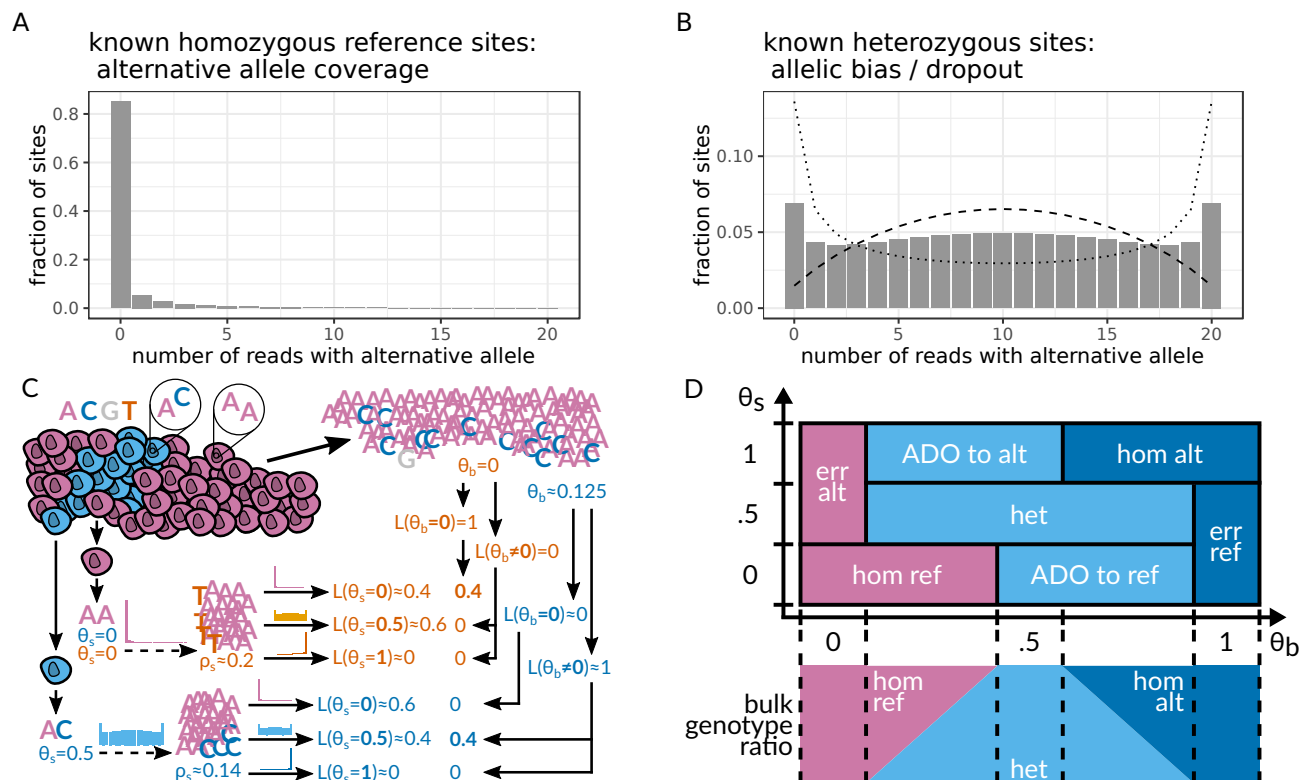 A
known homozygous reference sites:
alternative allele coverage
fraction of sites
0.8
0.6
0.4
0.2
0.0
0
5
10
15
20
number of reads with alternative allele
B
known heterozygous sites:
allelic bias / dropout
fraction of sites
0.10
0.05
0.00
0
5
10
15
20
number of reads with alternative allele
C
A C G T
A C
A A
θb=0
θb≈0.125
L(θb=0)=1
L(θb≠0)=0
L(θb=0)≈0
L(θb≠0)≈1
AA
θs=0
θs=0
ρs≈0.2
L(θs=0)≈0.4 0.4
L(θs=0.5)≈0.6 0
L(θs=1)≈0 0
AC
θs=0.5
ρs≈0.14
L(θs=0)≈0.6 0
L(θs=0.5)≈0.4 0.4
L(θs=1)≈0 0
D
θs
1
.5
0
err
alt
ADO to alt
hom alt
het
err
ref
hom ref
ADO to ref
0 .5 1 θb
bulk
genotype
ratio
hom
ref
het
hom
alt